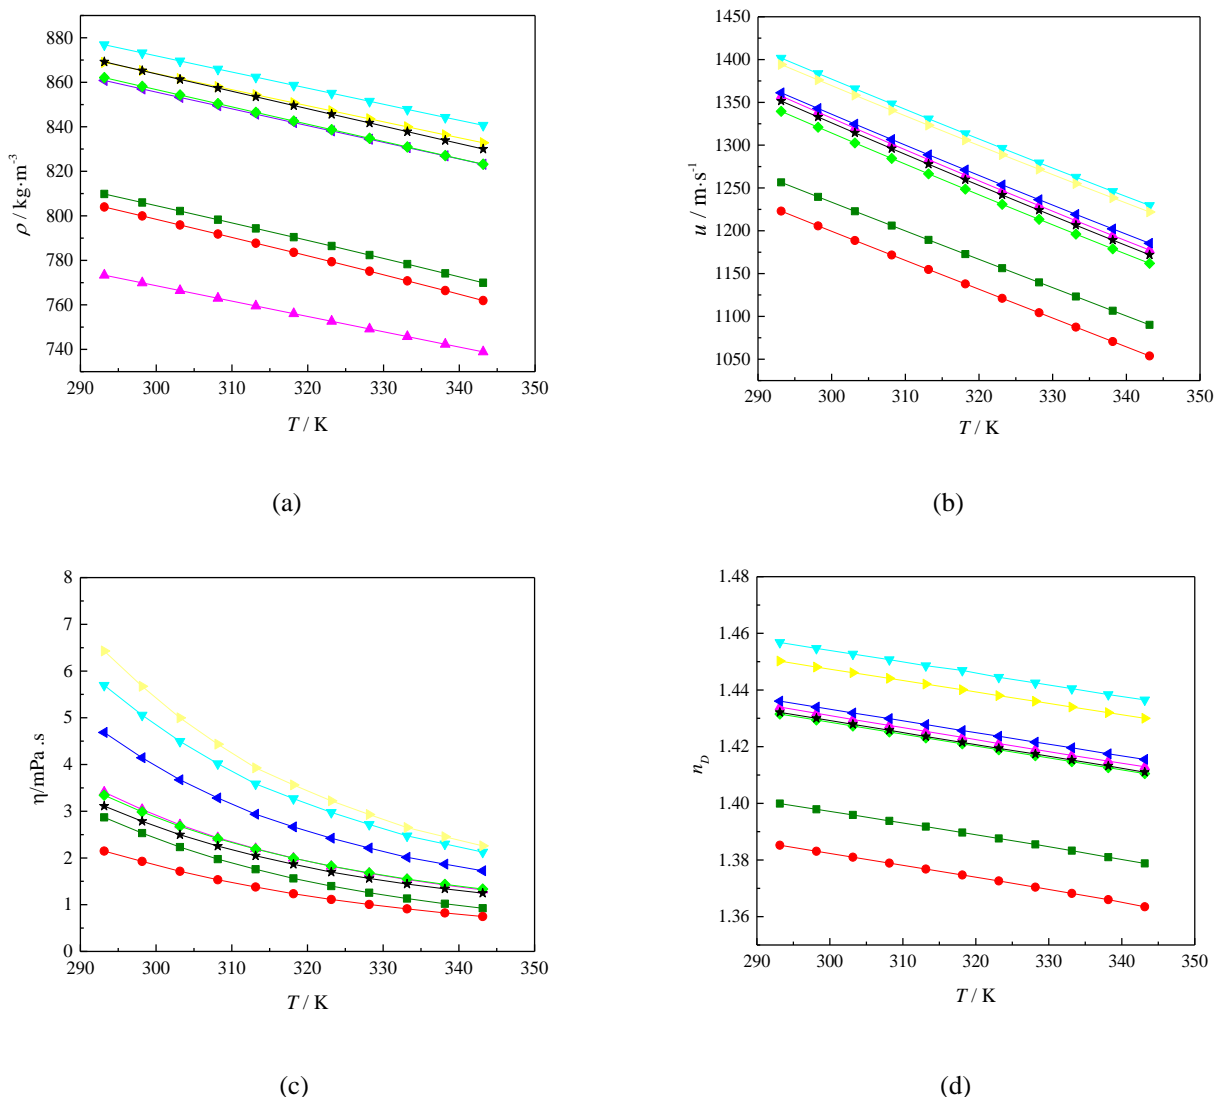 880
860
840
820
800
780
760
740
290 300 310 320 330 340 350
ρ / kg·m⁻³
T / K
(a)
1450
1400
1350
1300
1250
1200
1150
1100
1050
290 300 310 320 330 340 350
u / m·s⁻¹
T / K
(b)
8
7
6
5
4
3
2
1
0
290 300 310 320 330 340 350
η/mPa.s
T / K
(c)
1.48
1.46
1.44
1.42
1.40
1.38
1.36
290 300 310 320 330 340 350
n_D
T / K
(d)